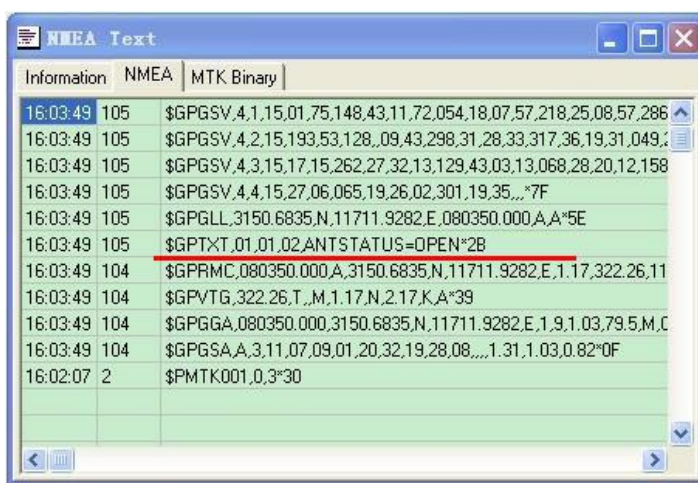 NMEA Text
Information NMEA MTK Binary
16:03:49 105 $GPGSV,4,1,15,01,75,148,43,11,72,054,18,07,57,218,25,08,57,286
16:03:49 105 $GPGSV,4,2,15,193,53,128,,09,43,298,31,28,33,317,36,19,31,049,2
16:03:49 105 $GPGSV,4,3,15,17,15,262,27,32,13,129,43,03,13,068,28,20,12,158
16:03:49 105 $GPGSV,4,4,15,27,06,065,19,26,02,301,19,35,,,*7F
16:03:49 105 $GPGLL,3150.6835,N,11711.9282,E,080350.000,A,A*5E
16:03:49 105 $GPTXT,01,01,02,ANTSTATUS=OPEN*2B
16:03:49 104 $GPRMC,080350.000,A,3150.6835,N,11711.9282,E,1.17,322.26,11
16:03:49 104 $GPVTG,322.26,T,,M,1.17,N,2.17,K,A*39
16:03:49 104 $GPGGA,080350.000,3150.6835,N,11711.9282,E,1,9,1.03,79.5,M,0
16:03:49 104 $GPGSA,A,3,11,07,09,01,20,32,19,28,08,,,,1.31,1.03,0.82*0F
16:02:07 2 $PMTK001,0,3*30